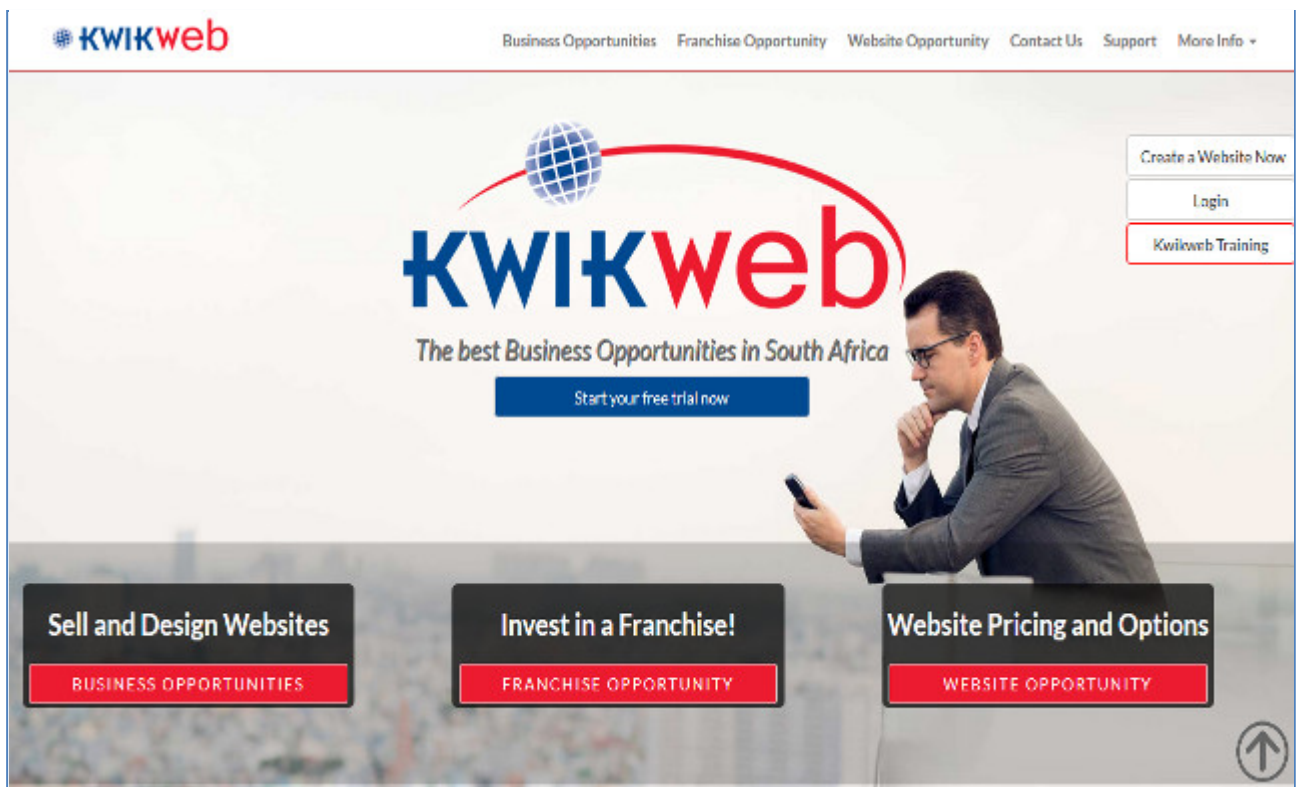 KWIKweb
Business Opportunities Franchise Opportunity Website Opportunity Contact Us Support More Info
Create a Website Now
Login
Kwikweb Training
KWIKweb
The best Business Opportunities in South Africa
Start your free trial now
Sell and Design Websites
BUSINESS OPPORTUNITIES
Invest in a Franchise!
FRANCHISE OPPORTUNITY
Website Pricing and Options
WEBSITE OPPORTUNITY